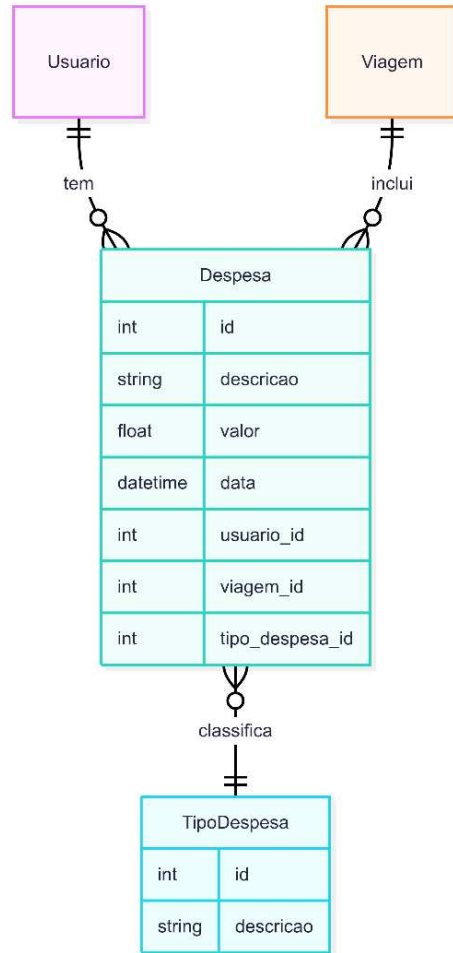 Usuario
Viagem
tem
inclui
Despesa
int id
string descricao
float valor
datetime data
int usuario_id
int viagem_id
int tipo_despesa_id
classifica
TipoDespesa
int id
string descricao